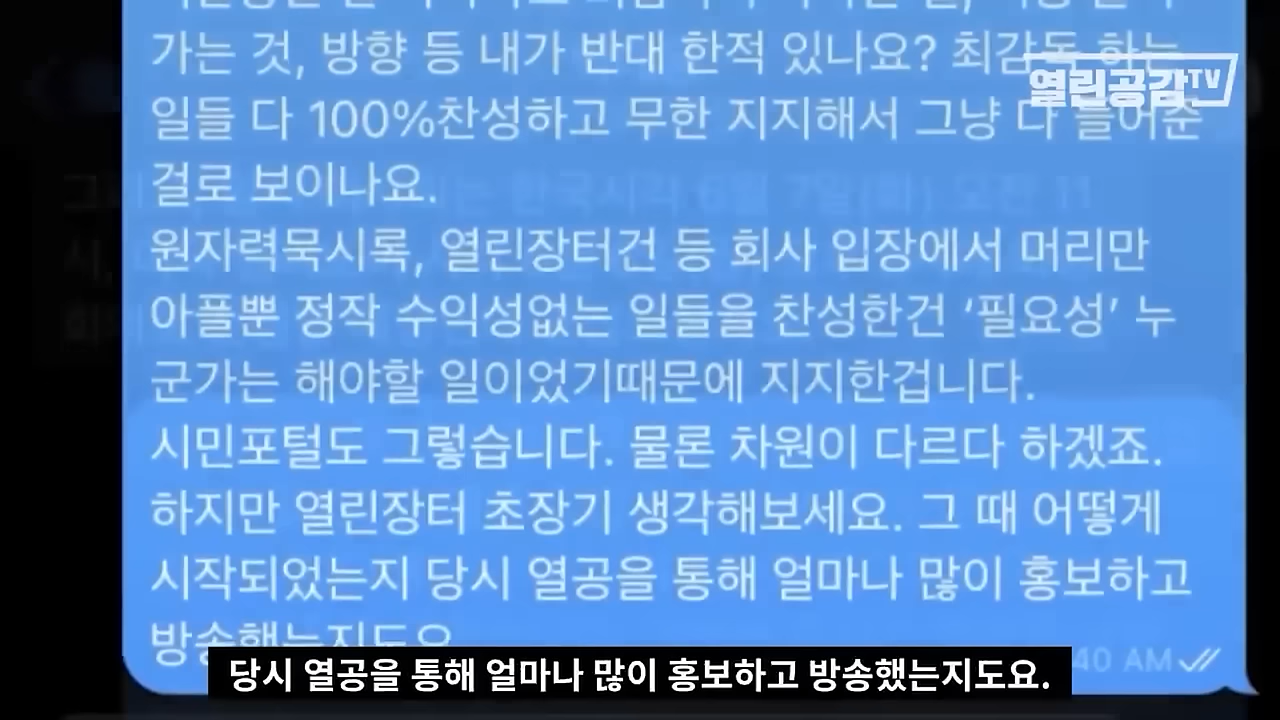 가는 것, 방향 등 내가 반대 한적 있나요? 최감독 하는
열린공감TV
일들 다 100%찬성하고 무한 지지해서 그냥 다 들어준
걸로 보이나요.
원자력묵시록, 열린장터건 등 회사 입장에서 머리만
아플뿐 정작 수익성없는 일들을 찬성한건 ‘필요성’ 누
군가는 해야할 일이었기때문에 지지한겁니다.
시민포털도 그렇습니다. 물론 차원이 다르다 하겠죠.
하지만 열린장터 초장기 생각해보세요. 그 때 어떻게
시작되었는지 당시 열공을 통해 얼마나 많이 홍보하고
방송했는지도요
40 AM
당시 열공을 통해 얼마나 많이 홍보하고 방송했는지도요.